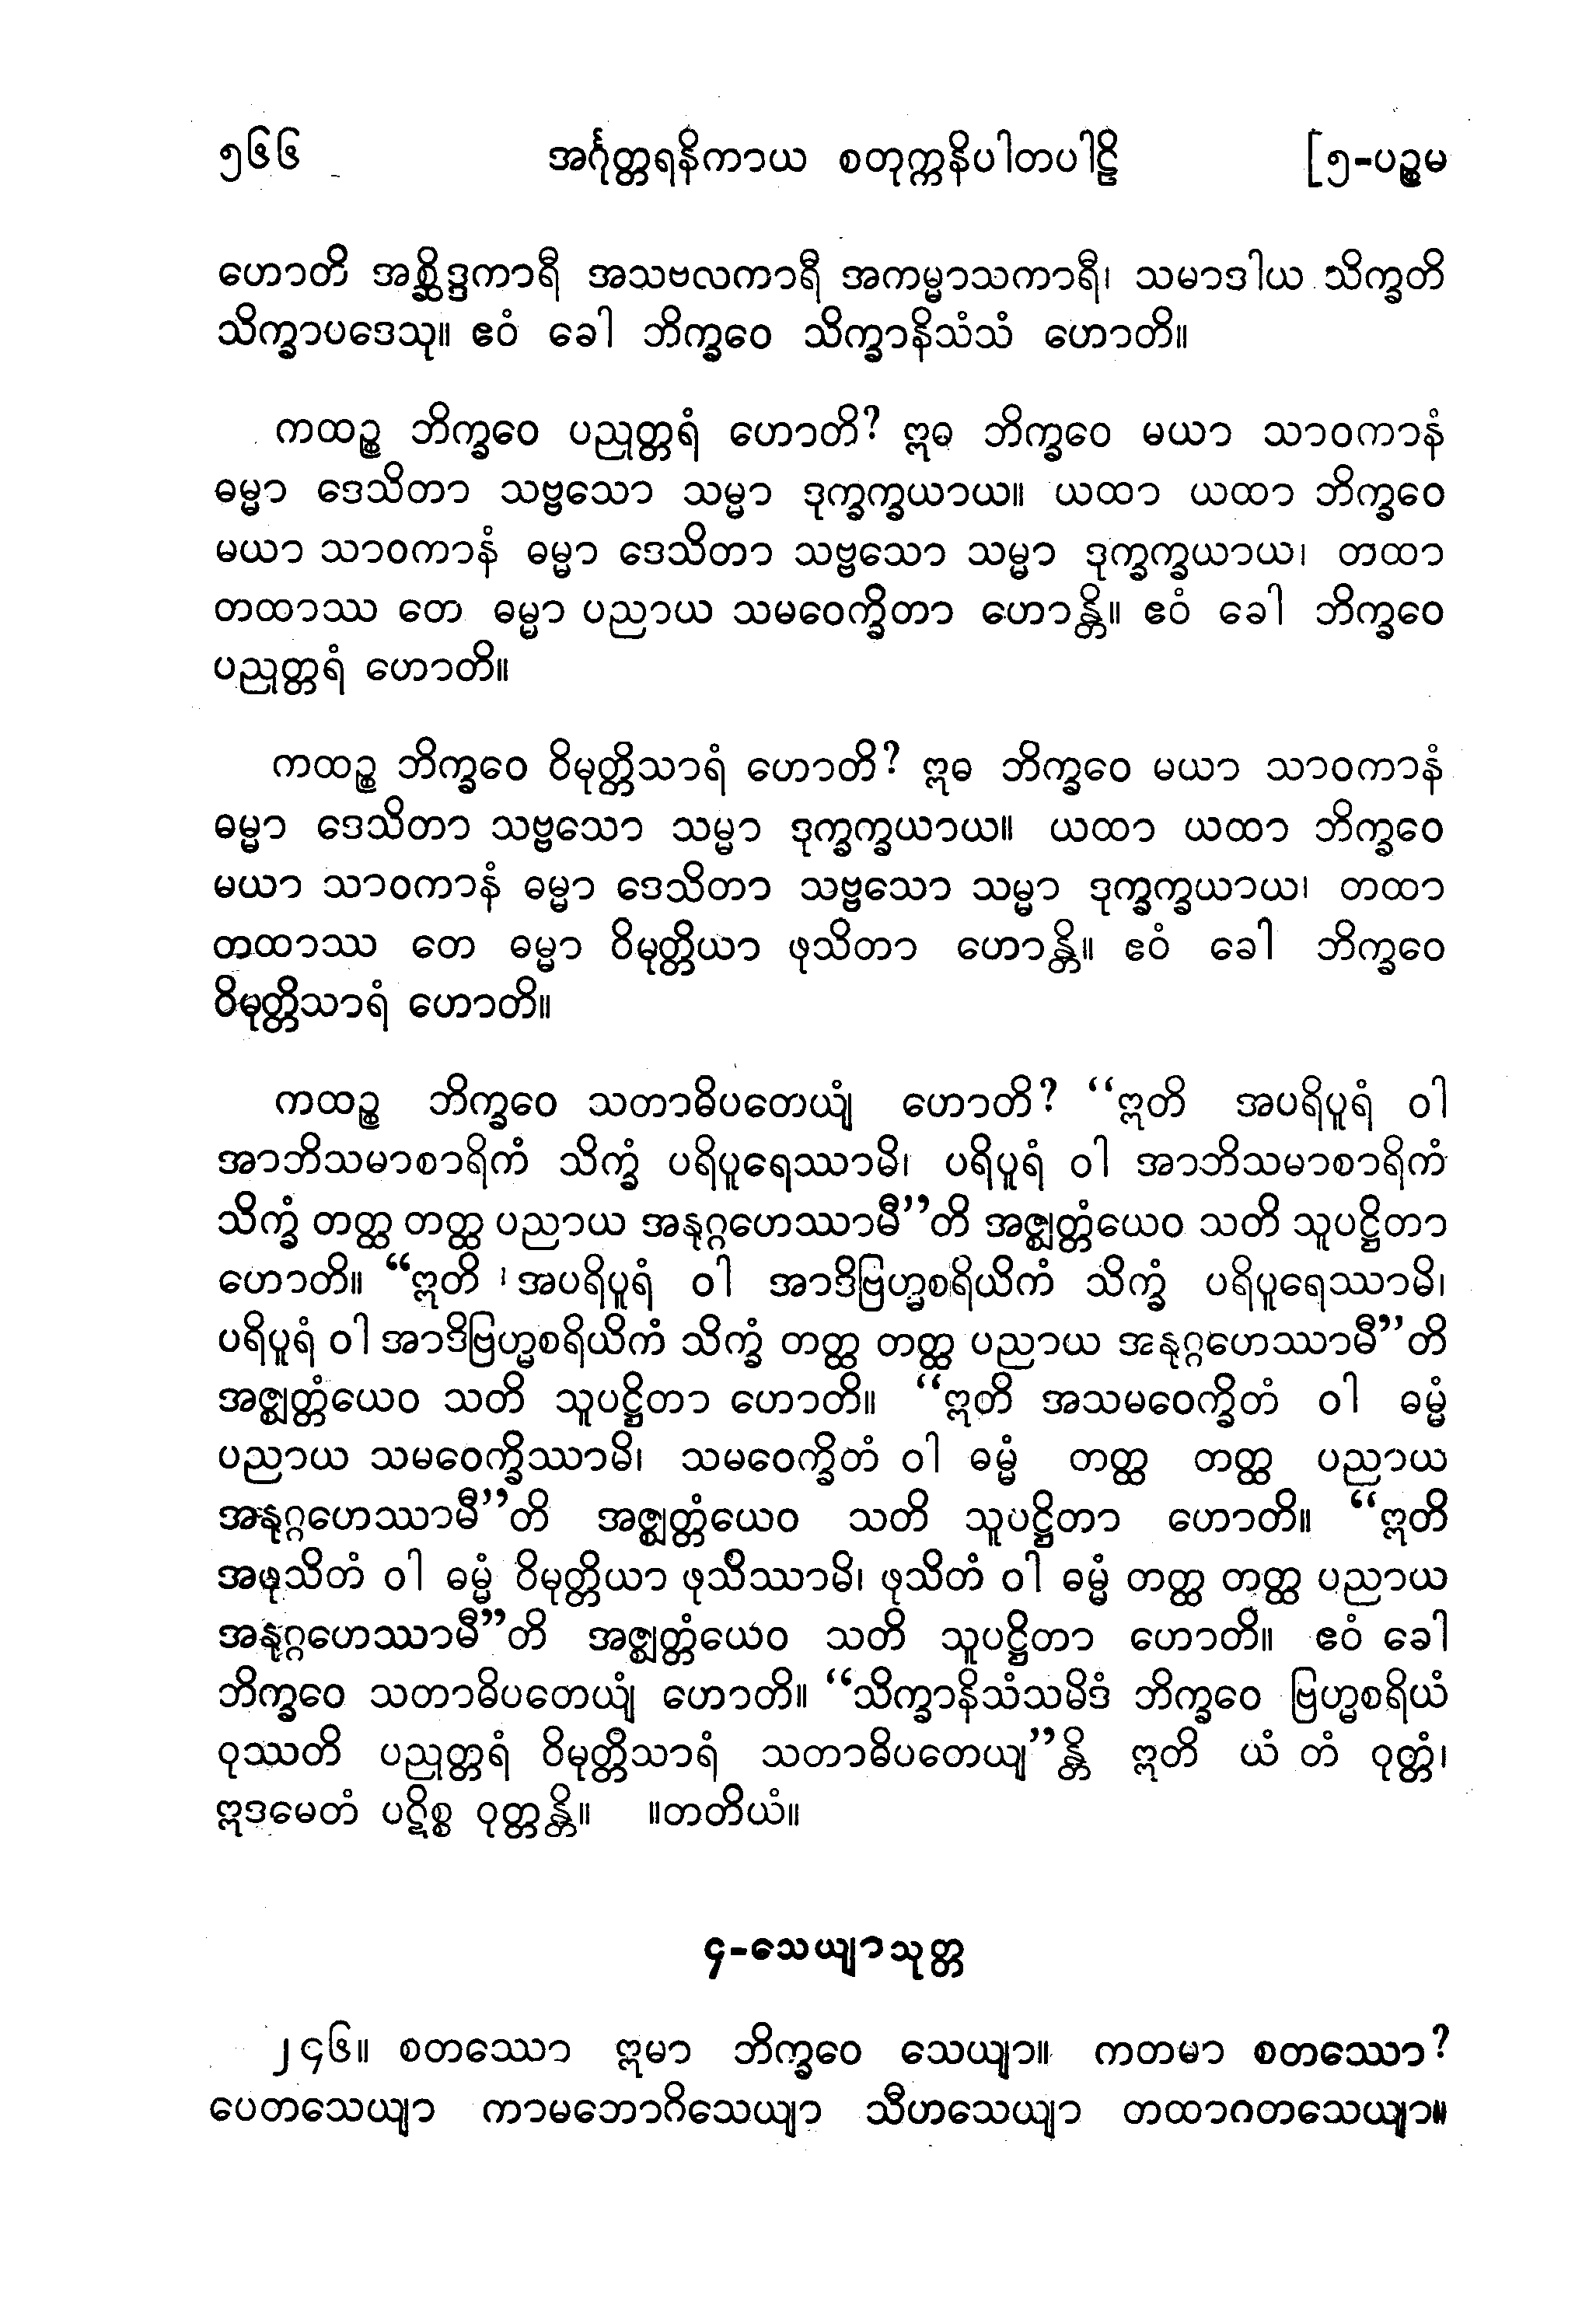 ၅၆၆ အင်္ဂုတ္တရနိကာယ စတုက္ကနိပါတပါဠိ [၅-ပဉ္စမ
ဟောတိ အစ္ဆိဒ္ဒကာရီ အသဗလကာရီ အကမ္မာသကာရီ၊ သမာဒါယ သိက္ခတိ
သိက္ခာပဒေသု။ ဧဝံ ခေါ ဘိက္ခဝေ သိက္ခာနိသံသံ ဟောတိ။
ကထဉ္စ ဘိက္ခဝေ ပညုတ္တရံ ဟောတိ? ဣဓ ဘိက္ခဝေ မယာ သာဝကာနံ
ဓမ္မာ ဒေသိတာ သဗ္ဗသော သမ္မာ ဒုက္ခက္ခယာယ။ ယထာ ယထာ ဘိက္ခဝေ
မယာ သာဝကာနံ ဓမ္မာ ဒေသိတာ သဗ္ဗသော သမ္မာ ဒုက္ခက္ခယာယ၊ တထာ
တထာဿ တေ ဓမ္မာ ပညာယ သမဝေက္ခိတာ ဟောန္တိ။ ဧဝံ ခေါ ဘိက္ခဝေ
ပညုတ္တရံ ဟောတိ။
ကထဉ္စ ဘိက္ခဝေ ဝိမုတ္တိသာရံ ဟောတိ? ဣဓ ဘိက္ခဝေ မယာ သာဝကာနံ
ဓမ္မာ ဒေသိတာ သဗ္ဗသော သမ္မာ ဒုက္ခက္ခယာယ။ ယထာ ယထာ ဘိက္ခဝေ
မယာ သာဝကာနံ ဓမ္မာ ဒေသိတာ သဗ္ဗသော သမ္မာ ဒုက္ခက္ခယာယ၊ တထာ
တထာဿ တေ ဓမ္မာ ဝိမုတ္တိယာ ဖုသိတာ ဟောန္တိ။ ဧဝံ ခေါ ဘိက္ခဝေ
ဝိမုတ္တိသာရံ ဟောတိ။
ကထဉ္စ ဘိက္ခဝေ သတာဓိပတေယျံ ဟောတိ? “ဣတိ အပရိပူရံ ဝါ
အာဘိသမာစာရိကံ သိက္ခံ ပရိပူရေဿာမိ၊ ပရိပူရံ ဝါ အာဘိသမာစာရိကံ
သိက္ခံ တတ္ထ တတ္ထ ပညာယ အနုဂ္ဂဟေဿာမီ”တိ အဇ္ဈတ္တံယေဝ သတိ သူပဋ္ဌိတာ
ဟောတိ။ “ဣတိ အပရိပူရံ ဝါ အာဒိဗြဟ္မစရိယိကံ သိက္ခံ ပရိပူရေဿာမိ၊
ပရိပူရံ ဝါ အာဒိဗြဟ္မစရိယိကံ သိက္ခံ တတ္ထ တတ္ထ ပညာယ အနုဂ္ဂဟေဿာမီ”တိ
အဇ္ဈတ္တံယေဝ သတိ သူပဋ္ဌိတာ ဟောတိ။ “ဣတိ အသမဝေက္ခိတံ ဝါ ဓမ္မံ
ပညာယ သမဝေက္ခိဿာမိ၊ သမဝေက္ခိတံ ဝါ ဓမ္မံ တတ္ထ တတ္ထ ပညာယ
အနုဂ္ဂဟေဿာမီ”တိ အဇ္ဈတ္တံယေဝ သတိ သူပဋ္ဌိတာ ဟောတိ။ “ဣတိ
အဖုသိတံ ဝါ ဓမ္မံ ဝိမုတ္တိယာ ဖုသိဿာမိ၊ ဖုသိတံ ဝါ ဓမ္မံ တတ္ထ တတ္ထ ပညာယ
အနုဂ္ဂဟေဿာမီ”တိ အဇ္ဈတ္တံယေဝ သတိ သူပဋ္ဌိတာ ဟောတိ။ ဧဝံ ခေါ
ဘိက္ခဝေ သတာဓိပတေယျံ ဟောတိ။ “သိက္ခာနိသံသမိဒံ ဘိက္ခဝေ ဗြဟ္မစရိယံ
ဝုဿတိ ပညုတ္တရံ ဝိမုတ္တိသာရံ သတာဓိပတေယျ”န္တိ ဣတိ ယံ တံ ဝုတ္တံ၊
ဣဒမေတံ ပဋိစ္စ ဝုတ္တန္တိ။ ။တတိယံ။
၄-သေယျာသုတ္တ
၂၄၆။ စတဿော ဣမာ ဘိက္ခဝေ သေယျာ။ ကတမာ စတဿော?
ပေတသေယျာ ကာမဘောဂိသေယျာ သီဟသေယျာ တထာဂတသေယျာ။